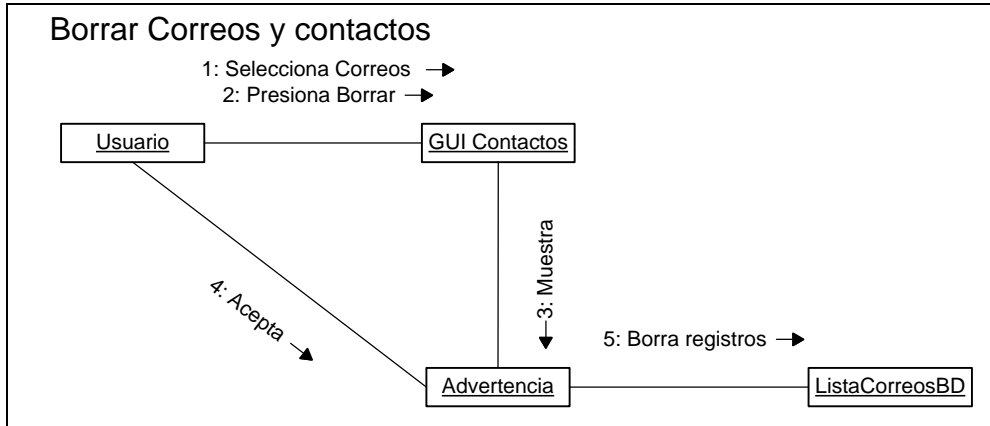 Borrar Correos y contactos
1: Selecciona Correos
2: Presiona Borrar
Usuario
GUI Contactos
3: Muestra
4: Acepta
5: Borra registros
Advertencia
ListaCorreosBD